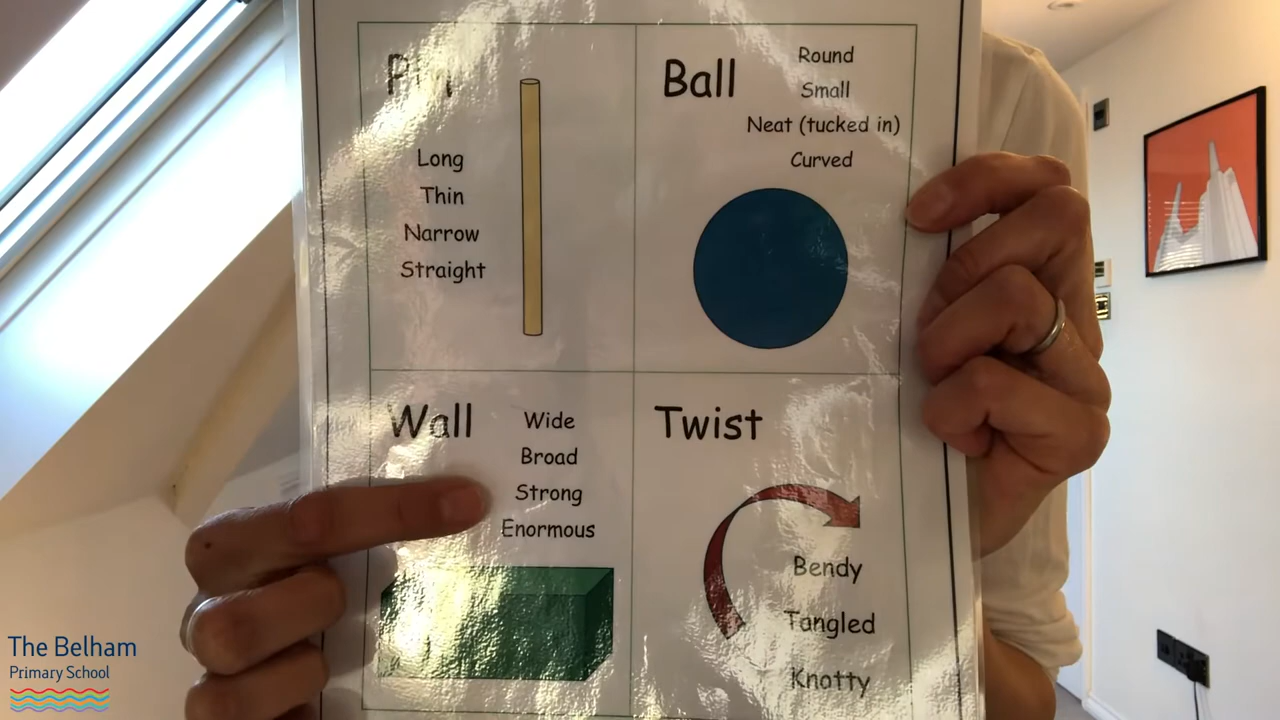 Pin
Long
Thin
Narrow
Straight
Ball
Round
Small
Neat (tucked in)
Curved
Wall
Wide
Broad
Strong
Enormous
Twist
Bendy
Tangled
Knotty
The Belham
Primary School